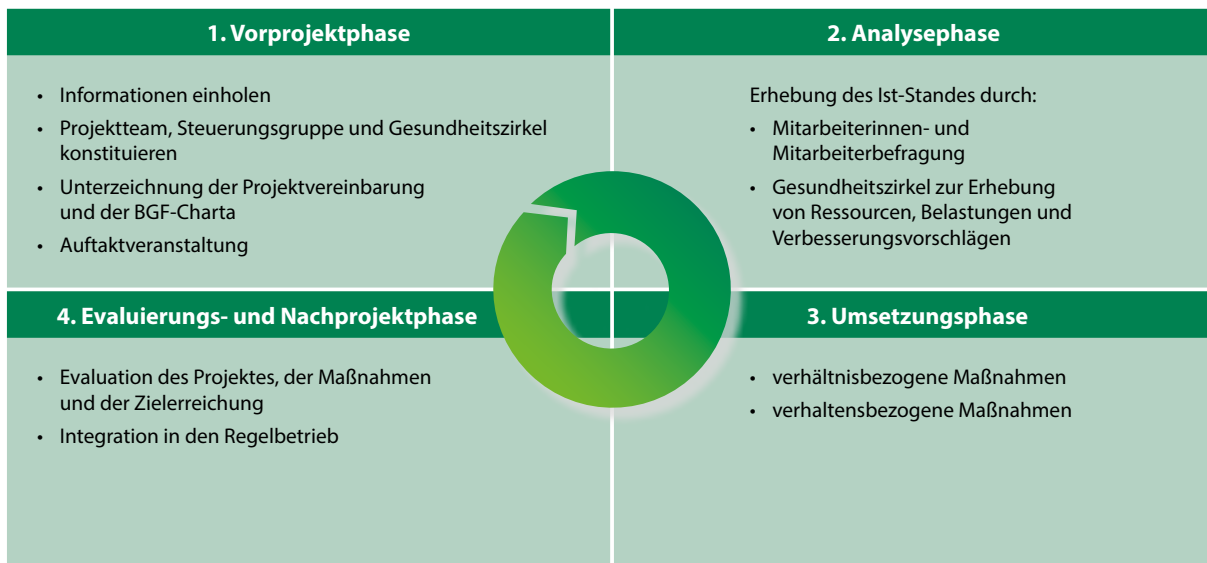 1. Vorprojektphase
• Informationen einholen
• Projektteam, Steuerungsgruppe und Gesundheitszirkel
konstituieren
• Unterzeichnung der Projektvereinbarung
und der BGF-Charta
• Auftaktveranstaltung
2. Analysephase
Erhebung des Ist-Standes durch:
• Mitarbeiterinnen- und
Mitarbeiterbefragung
• Gesundheitszirkel zur Erhebung
von Ressourcen, Belastungen und
Verbesserungsvorschlägen
3. Umsetzungsphase
• verhältnisbezogene Maßnahmen
• verhaltensbezogene Maßnahmen
4. Evaluierungs- und Nachprojektphase
• Evaluation des Projektes, der Maßnahmen
und der Zielerreichung
• Integration in den Regelbetrieb